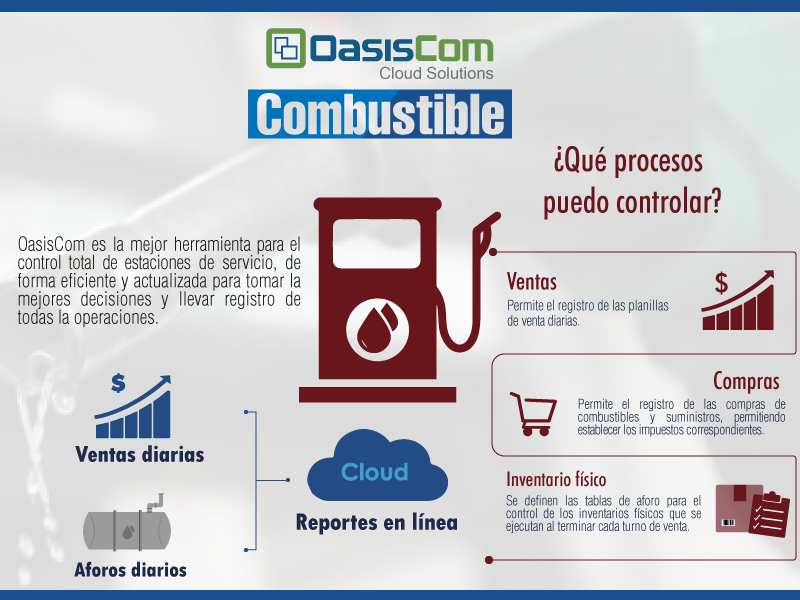 OasisCom
Cloud Solutions
Combustible
¿Qué procesos
puedo controlar?
OasisCom es la mejor herramienta para el
control total de estaciones de servicio, de
forma eficiente y actualizada para tomar la
mejores decisiones y llevar registro de
todas la operaciones.
$
Ventas diarias
Aforos diarios
Cloud
Reportes en línea
Ventas
Permite el registro de las planillas
de venta diarias.
$
Compras
Permite el registro de las compras de
combustibles y suministros, permitiendo
establecer los impuestos correspondientes.
Inventario físico
Se definen las tablas de aforo para el
control de los inventarios físicos que se
ejecutan al terminar cada turno de venta.